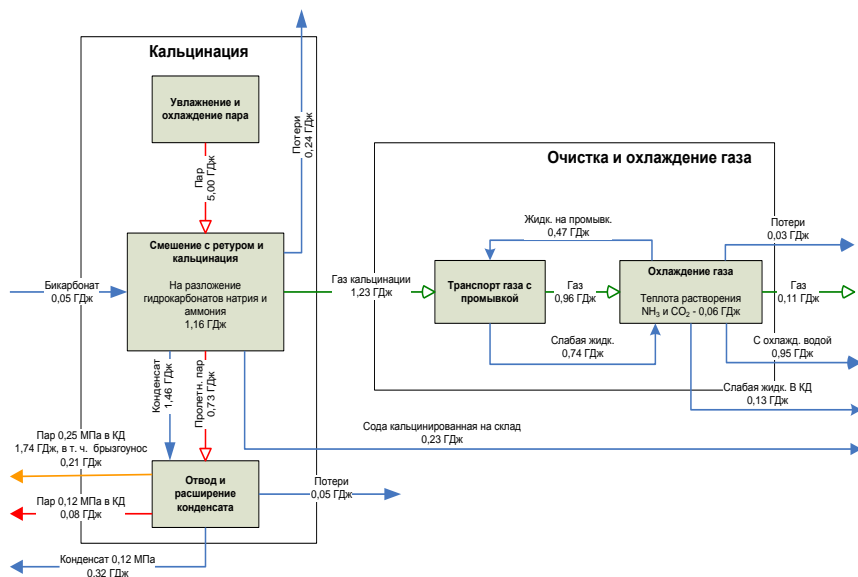 Кальцинация
Увлажнение и
охлаждение пара
Потери
0,24 ГДж
Пар
5,00 ГДж
Смешение с ретуром и
кальцинация
На разложение
гидрокарбонатов натрия и
аммония
1,16 ГДж
Бикарбонат
0,05 ГДж
Газ кальцинации
1,23 ГДж
Конденсат
1,46 ГДж
Пролетн. пар
0,73 ГДж
Сода кальцинированная на склад
0,23 ГДж
Пар 0,25 МПа в КД
1,74 ГДж, в т. ч. брызгоунос
0,21 ГДж
Отвод и
расширение
конденсата
Потери
0,05 ГДж
Пар 0,12 МПа в КД
0,08 ГДж
Конденсат 0,12 МПа
0,32 ГДж
Очистка и охлаждение газа
Жидк. на промывк.
0,47 ГДж
Транспорт газа с
промывкой
Газ
0,96 ГДж
Охлаждение газа
Теплота растворения
NH₃ и CO₂ - 0,06 ГДж
Слабая жидк.
0,74 ГДж
Потери
0,03 ГДж
Газ
0,11 ГДж
С охлажд. водой
0,95 ГДж
Слабая жидк. В КД
0,13 ГДж